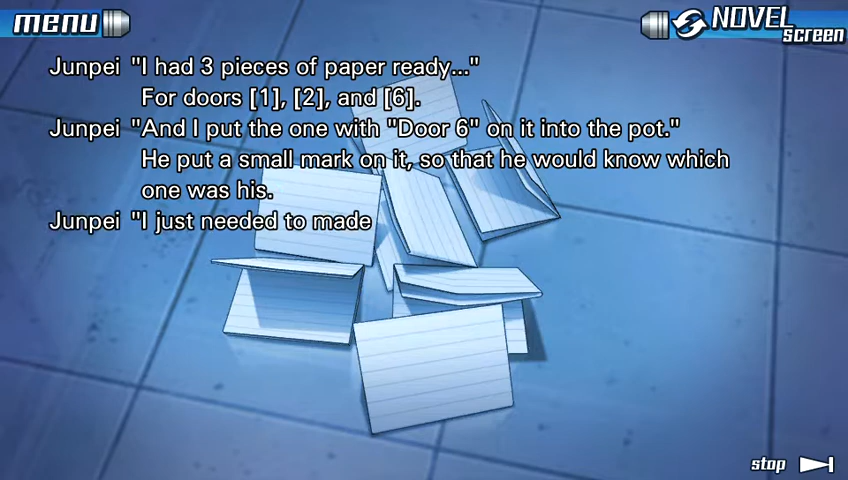 menu
NOVEL
screen
Junpei "I had 3 pieces of paper ready..."
For doors [1], [2], and [6].
Junpei "And I put the one with "Door 6" on it into the pot."
He put a small mark on it, so that he would know which
one was his.
Junpei "I just needed to made
stop